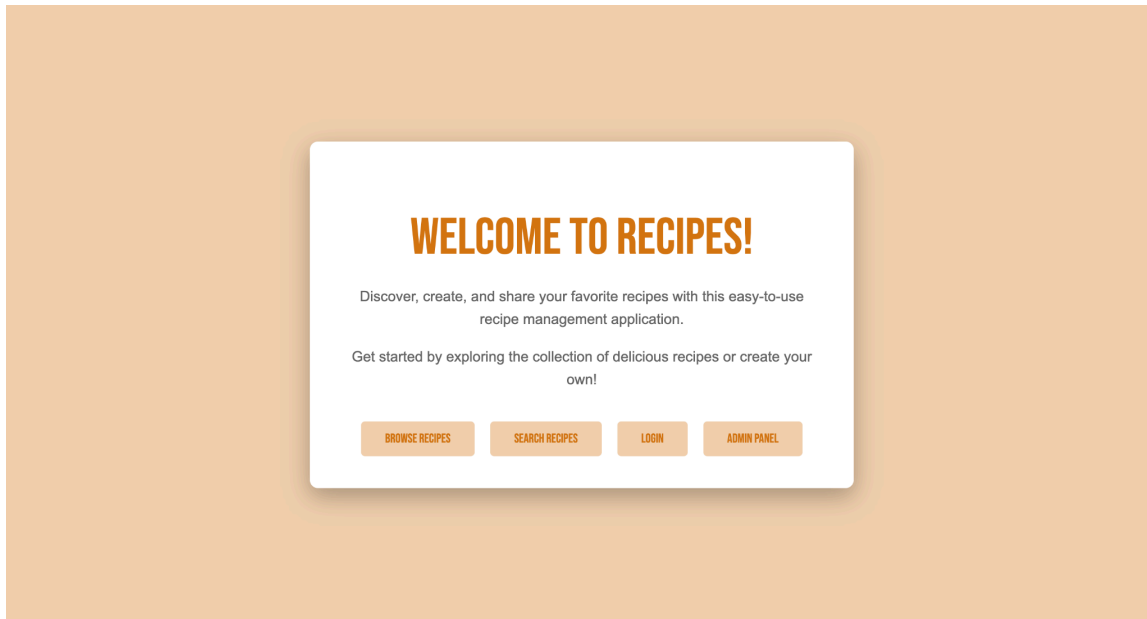 WELCOME TO RECIPES!
Discover, create, and share your favorite recipes with this easy-to-use
recipe management application.
Get started by exploring the collection of delicious recipes or create your
own!
BROWSE RECIPES
SEARCH RECIPES
LOGIN
ADMIN PANEL